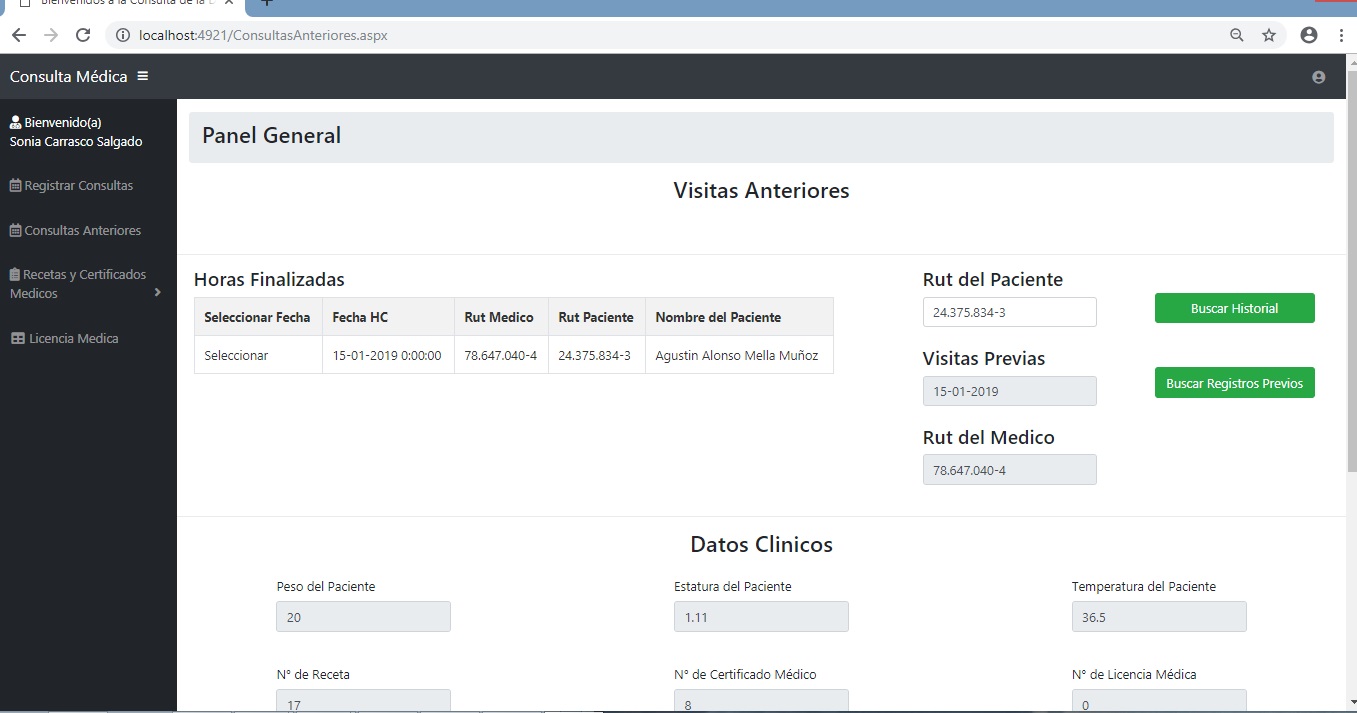 Bienvenidos a la Consulta de la
localhost:4921/ConsultasAnteriores.aspx
Consulta Médica
Bienvenido(a)
Sonia Carrasco Salgado
Registrar Consultas
Consultas Anteriores
Recetas y Certificados
Medicos
Licencia Medica
Panel General
Visitas Anteriores
Horas Finalizadas
Seleccionar Fecha Fecha HC Rut Medico Rut Paciente Nombre del Paciente
Seleccionar 15-01-2019 0:00:00 78.647.040-4 24.375.834-3 Agustin Alonso Mella Muñoz
Rut del Paciente
24.375.834-3
Buscar Historial
Visitas Previas
15-01-2019
Buscar Registros Previos
Rut del Medico
78.647.040-4
Datos Clinicos
Peso del Paciente Estatura del Paciente Temperatura del Paciente
20 1.11 36.5
N° de Receta N° de Certificado Médico N° de Licencia Médica
17 8 0